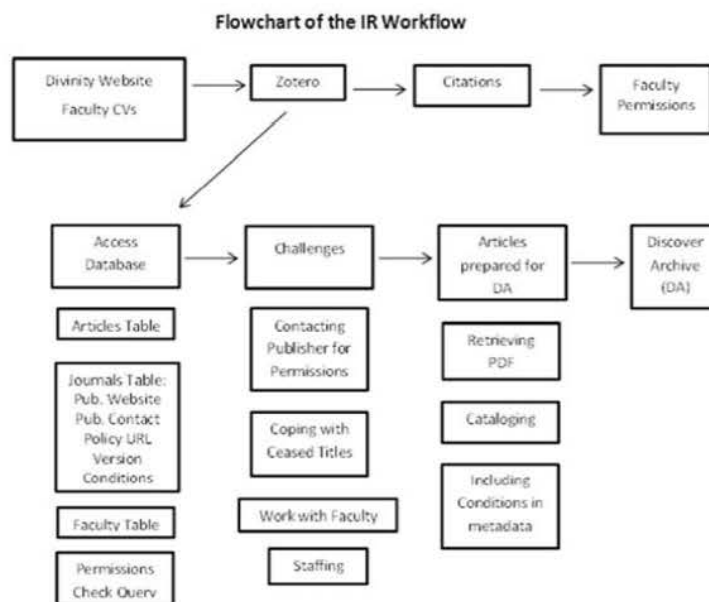 Flowchart of the IR Workflow
Divinity Website
Faculty CVs
Zotero
Citations
Faculty
Permissions
Access
Database
Challenges
Articles
prepared for
DA
Discover
Archive
(DA)
Articles Table
Journals Table:
Pub. Website
Pub. Contact
Policy URL
Version
Conditions
Faculty Table
Permissions
Check Query
Contacting
Publisher for
Permissions
Coping with
Ceased Titles
Work with Faculty
Staffing
Retrieving
PDF
Cataloging
Including
Conditions in
metadata